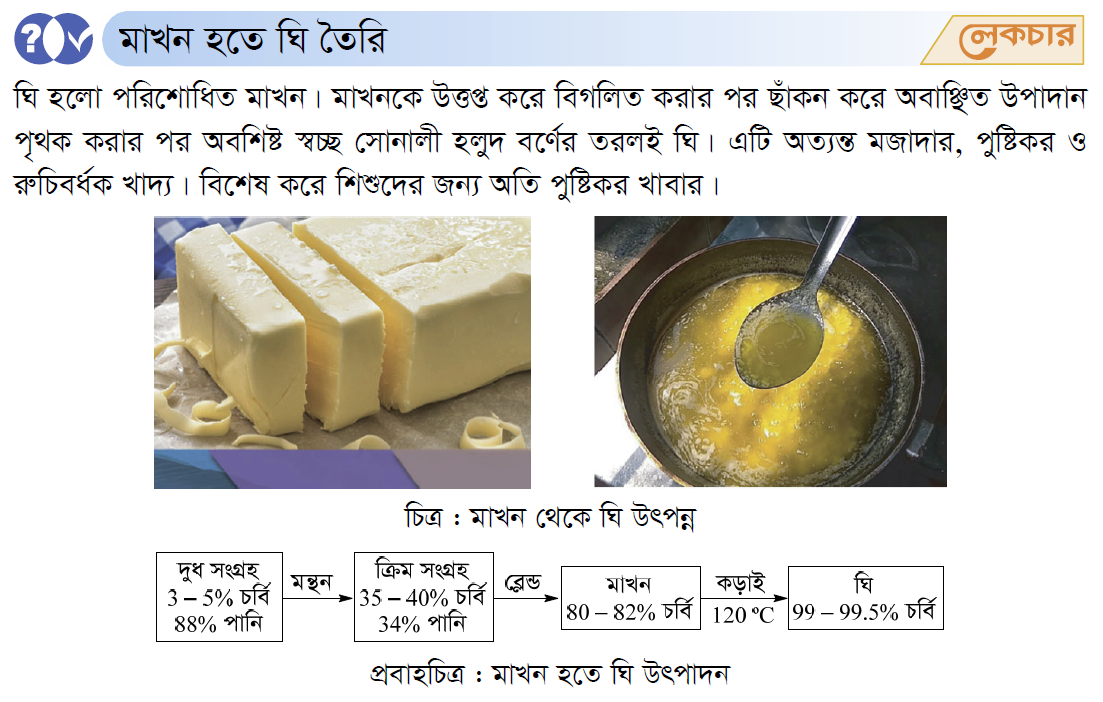 মাখন হতে ঘি তৈরি
লেকচার
ঘি হলো পরিশোধিত মাখন। মাখনকে উত্তপ্ত করে বিগলিত করার পর ছাঁকন করে অবাঞ্ছিত উপাদান
পৃথক করার পর অবশিষ্ট স্বচ্ছ সোনালী হলুদ বর্ণের তরলই ঘি। এটি অত্যন্ত মজাদার, পুষ্টিকর ও
রুচিবর্ধক খাদ্য। বিশেষ করে শিশুদের জন্য অতি পুষ্টিকর খাবার।
চিত্র : মাখন থেকে ঘি উৎপন্ন
দুধ সংগ্রহ
3 – 5% চর্বি
88% পানি
মন্থন
ক্রিম সংগ্রহ
35 – 40% চর্বি
34% পানি
ব্লেন্ড
মাখন
80 – 82% চর্বি
কড়াই
120 °C
ঘি
99 – 99.5% চর্বি
প্রবাহচিত্র : মাখন হতে ঘি উৎপাদন